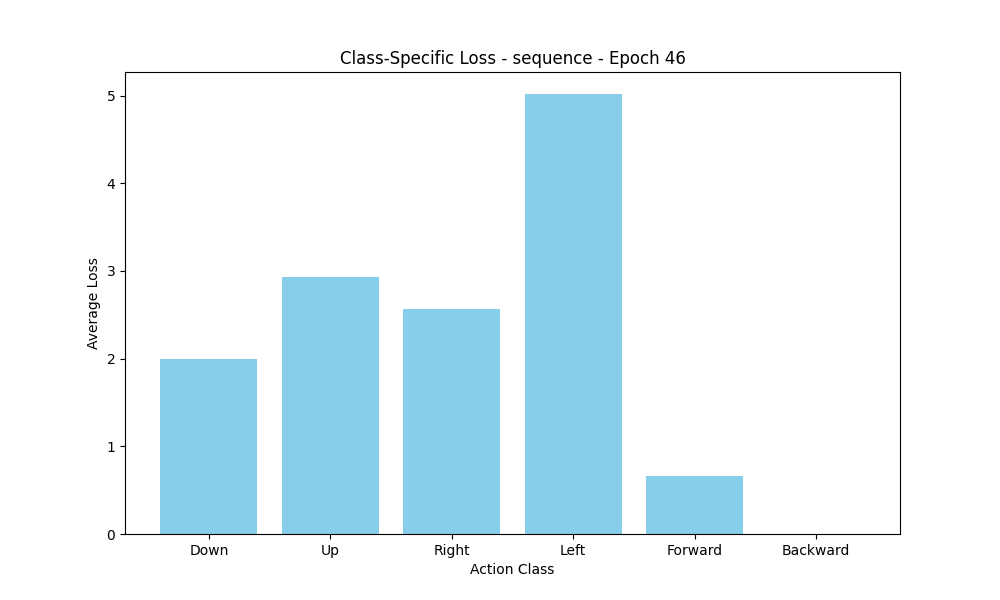 Class-Specific Loss - sequence - Epoch 46
5
4
3
2
1
0
Average Loss
Down Up Right Left Forward Backward
Action Class